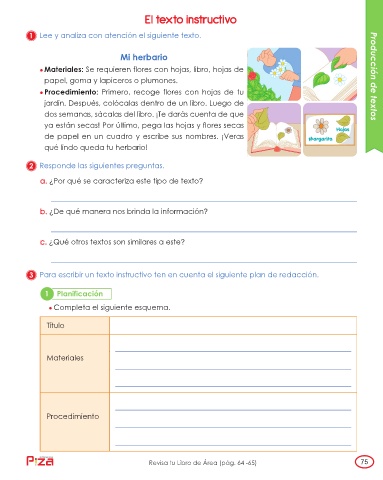 El texto instructivo
1 Lee y analiza con atención el siguiente texto.
Mi herbario
• Materiales: Se requieren flores con hojas, libro, hojas de
papel, goma y lapiceros o plumones.
• Procedimiento: Primero, recoge flores con hojas de tu
jardín. Después, colócalas dentro de un libro. Luego de
dos semanas, sácalas del libro. ¡Te darás cuenta de que
ya están secas! Por último, pega las hojas y flores secas
de papel en un cuadro y escribe sus nombres. ¡Veras
qué lindo queda tu herbario!
Hojas
Margarita
Producción de textos
2 Responde las siguientes preguntas.
a. ¿Por qué se caracteriza este tipo de texto?
b. ¿De qué manera nos brinda la información?
c. ¿Qué otros textos son similares a este?
3 Para escribir un texto instructivo ten en cuenta el siguiente plan de redacción.
1 Planificación
• Completa el siguiente esquema.
Título
Materiales
Procedimiento
Piza
Revisa tu Libro de Área (pág. 64 -65)
75